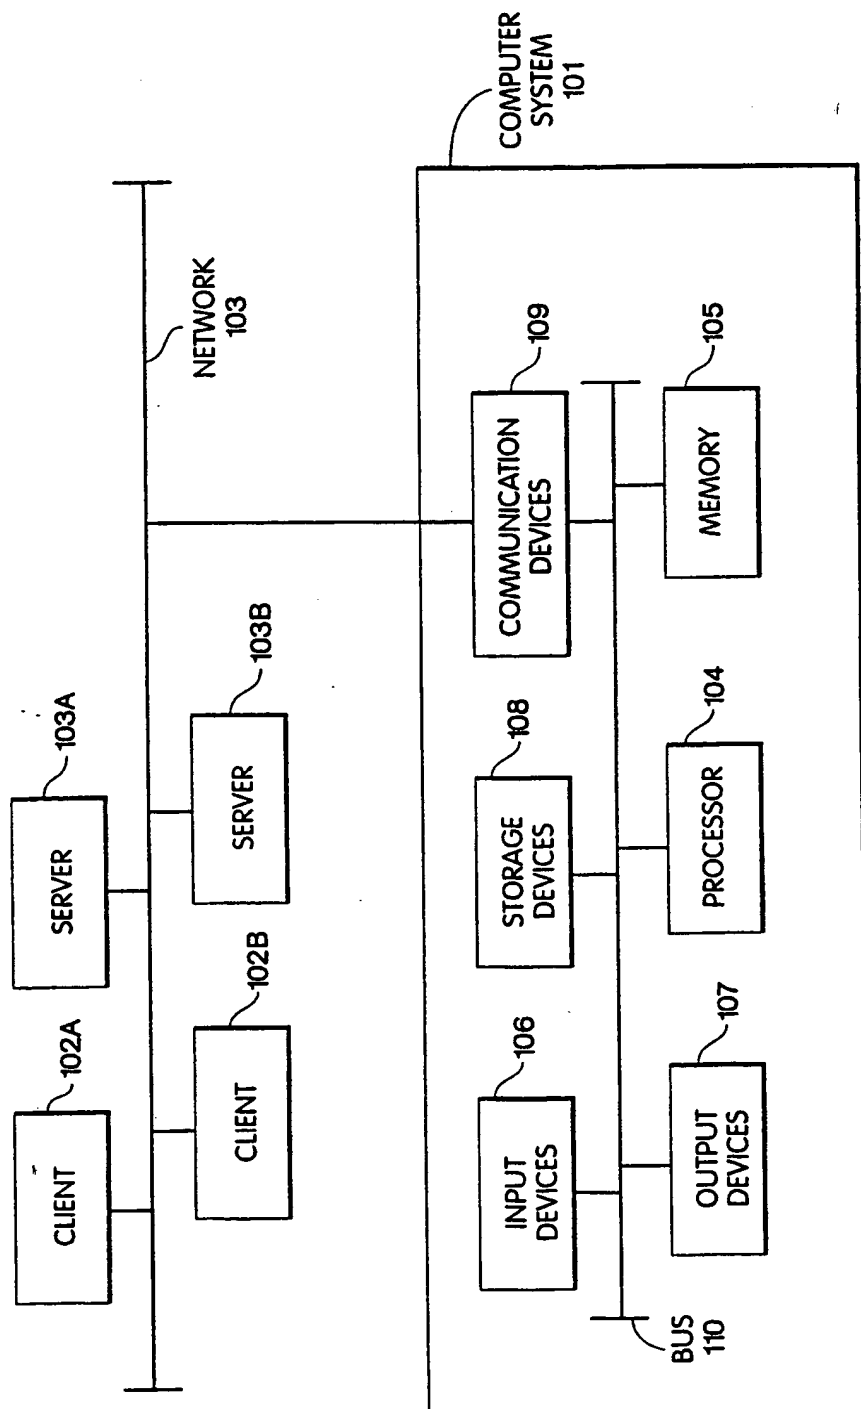 CLIENT
102A
SERVER
103A
CLIENT
102B
SERVER
103B
NETWORK
103
COMPUTER
SYSTEM
101
INPUT
DEVICES
106
STORAGE
DEVICES
108
COMMUNICATION
DEVICES
109
BUS
110
OUTPUT
DEVICES
107
PROCESSOR
104
MEMORY
105